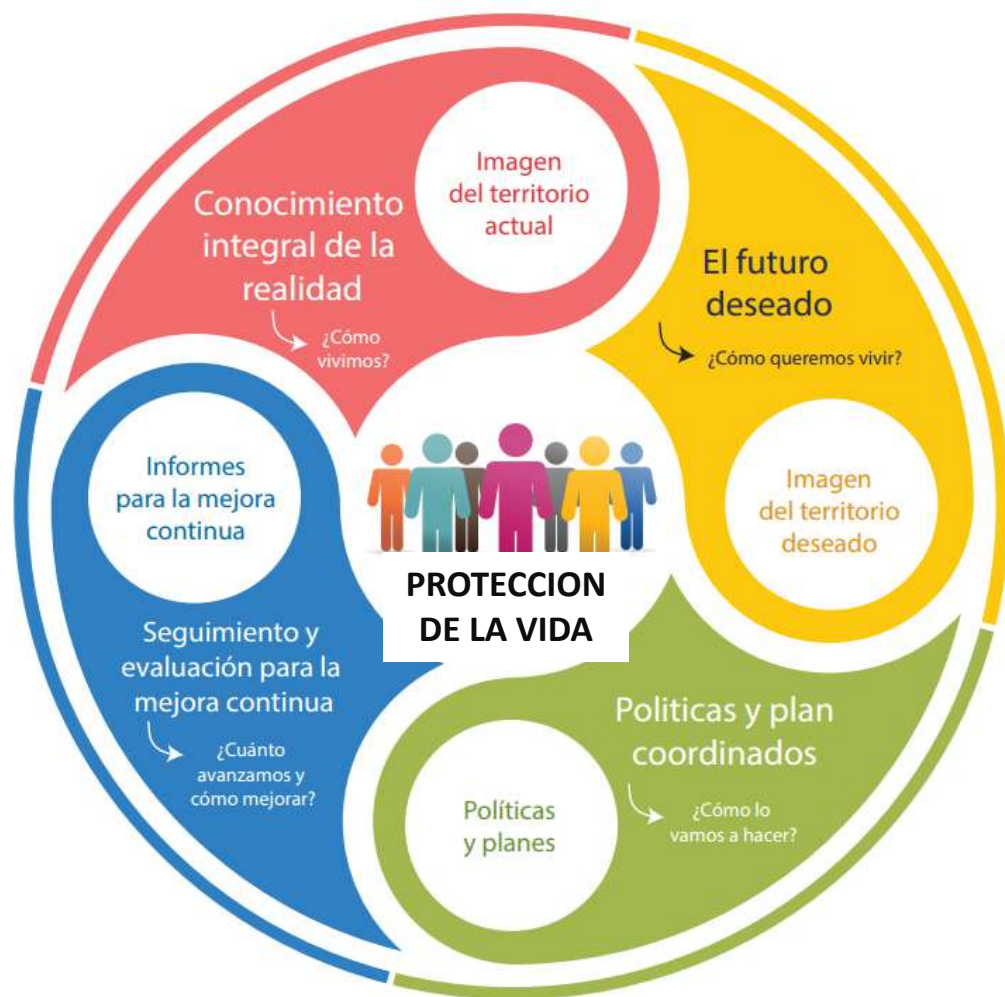 Imagen
del territorio
actual
Conocimiento
integral de la
realidad
¿Cómo
vivimos?
El futuro
deseado
¿Cómo queremos vivir?
Imagen
del territorio
deseado
PROTECCION
DE LA VIDA
Politicas y plan
coordinados
¿Cómo lo
vamos a hacer?
Políticas
y planes
Seguimiento y
evaluación para la
mejora continua
¿Cuánto
avanzamos y
cómo mejorar?
Informes
para la mejora
continua